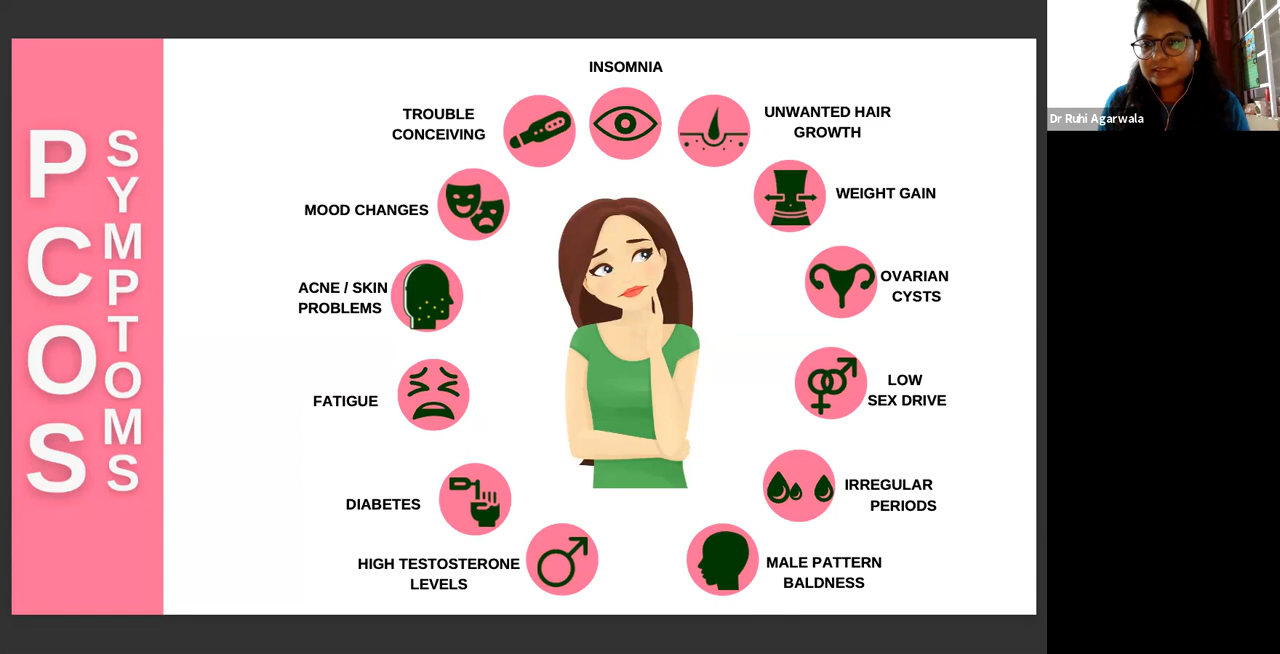 PCOS
SYMPTOMS
INSOMNIA
TROUBLE
CONCEIVING
UNWANTED HAIR
GROWTH
MOOD CHANGES
WEIGHT GAIN
ACNE / SKIN
PROBLEMS
OVARIAN
CYSTS
FATIGUE
LOW
SEX DRIVE
DIABETES
IRREGULAR
PERIODS
HIGH TESTOSTERONE
LEVELS
MALE PATTERN
BALDNESS
Dr Ruhi Agarwala